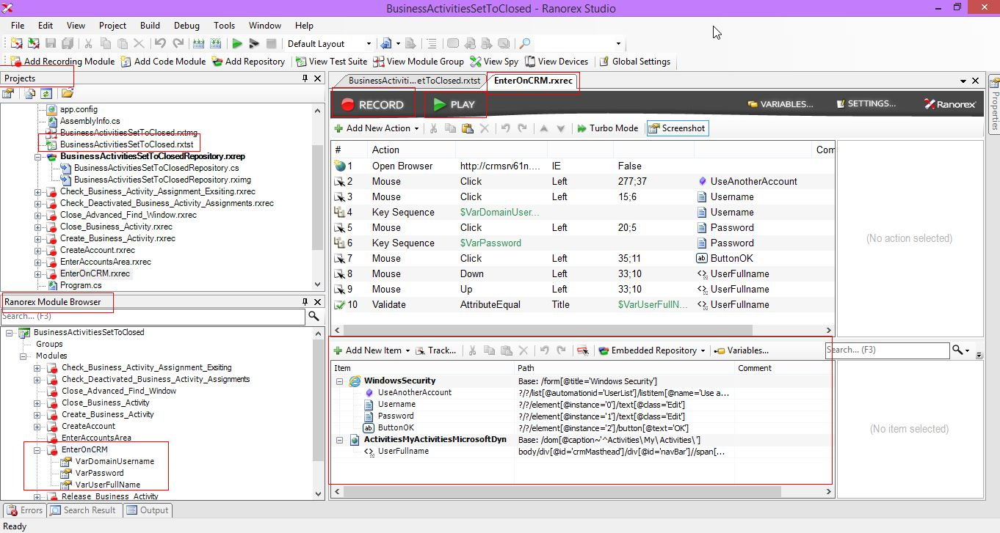 BusinessActivitiesSetToClosed - Ranorex Studio
File Edit View Project Build Debug Tools Window Help
Default Layout
Add Recording Module Add Code Module Add Repository View Test Suite View Module Group View Spy View Devices Global Settings
Projects
app.config
AssemblyInfo.cs
BusinessActivitiesSetToClosed.rxtmg
BusinessActivitiesSetToClosed.rxtst
BusinessActivitiesSetToClosedRepository.rxrep
BusinessActivitiesSetToClosedRepository.cs
BusinessActivitiesSetToClosedRepository.rximg
Check_Business_Activity_Assignment_Exsiting.rxrec
Check_Deactivated_Business_Activity_Assignments.rxrec
Close_Advanced_Find_Window.rxrec
Close_Business_Activity.rxrec
Create_Business_Activity.rxrec
CreateAccount.rxrec
EnterAccountsArea.rxrec
EnterOnCRM.rxrec
Program.cs
Ranorex Module Browser
Search... (F3)
BusinessActivitiesSetToClosed
Groups
Modules
Check_Business_Activity_Assignment_Exsiting
Check_Deactivated_Business_Activity_Assignments
Close_Advanced_Find_Window
Close_Business_Activity
Create_Business_Activity
CreateAccount
EnterAccountsArea
EnterOnCRM
VarDomainUsername
VarPassword
VarUserFullName
Release_Business_Activity
BusinessActiviti...etToClosed.rxtst EnterOnCRM.rxrec
RECORD PLAY VARIABLES... SETTINGS... Ranorex
Add New Action Turbo Mode Screenshot
# Action Com
1 Open Browser http://crmsrv61n.... IE False
2 Mouse Click Left 277;37 UseAnotherAccount
3 Mouse Click Left 15;6 Username
4 Key Sequence $VarDomainUser... Username
5 Mouse Click Left 20;5 Password
6 Key Sequence $VarPassword Password
7 Mouse Click Left 35;11 ButtonOK
8 Mouse Down Left 33;10 UserFullname
9 Mouse Up Left 33;10 UserFullname
10 Validate AttributeEqual Title $VarUserFullN... UserFullname
(No action selected)
Add New Item Track... Embedded Repository Variables... Search... (F3)
Item Path Comment
WindowsSecurity Base: /form[@title='Windows Security']
UseAnotherAccount ?/?/list[@automationid='UserList']/listitem[@name='Use a...
Username ?/?/element[@instance='0']/text[@class='Edit']
Password ?/?/element[@instance='1']/text[@class='Edit']
ButtonOK ?/?/element[@instance='2']/button[@text='OK']
ActivitiesMyActivitiesMicrosoftDyn Base: /dom[@caption~'^Activities\ My\ Activities\ ']
UserFullname body/div[@id='crmMasthead']/div[@id='navBar']//span[...
(No item selected)
Properties
Errors Search Result Output
Ready